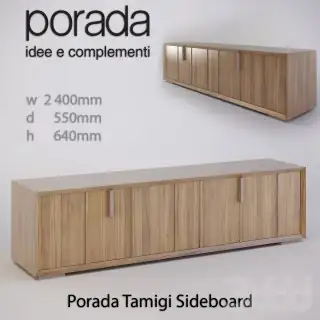 porada
idee e complementi
w 2 400mm
d 550mm
h 640mm
Porada Tamigi Sideboard